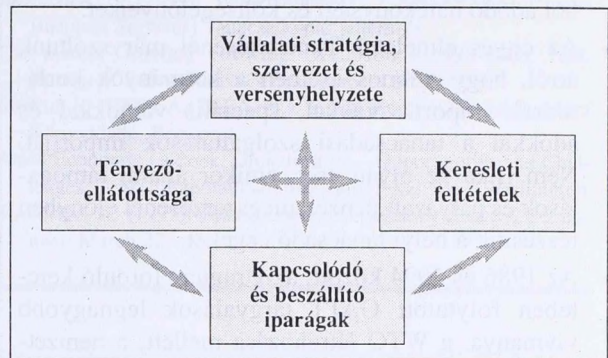 Vállalati stratégia,
szervezet és
versenyhelyzete
Tényező-
ellátottsága
Keresleti
feltételek
Kapcsolódó
és beszállító
iparágak